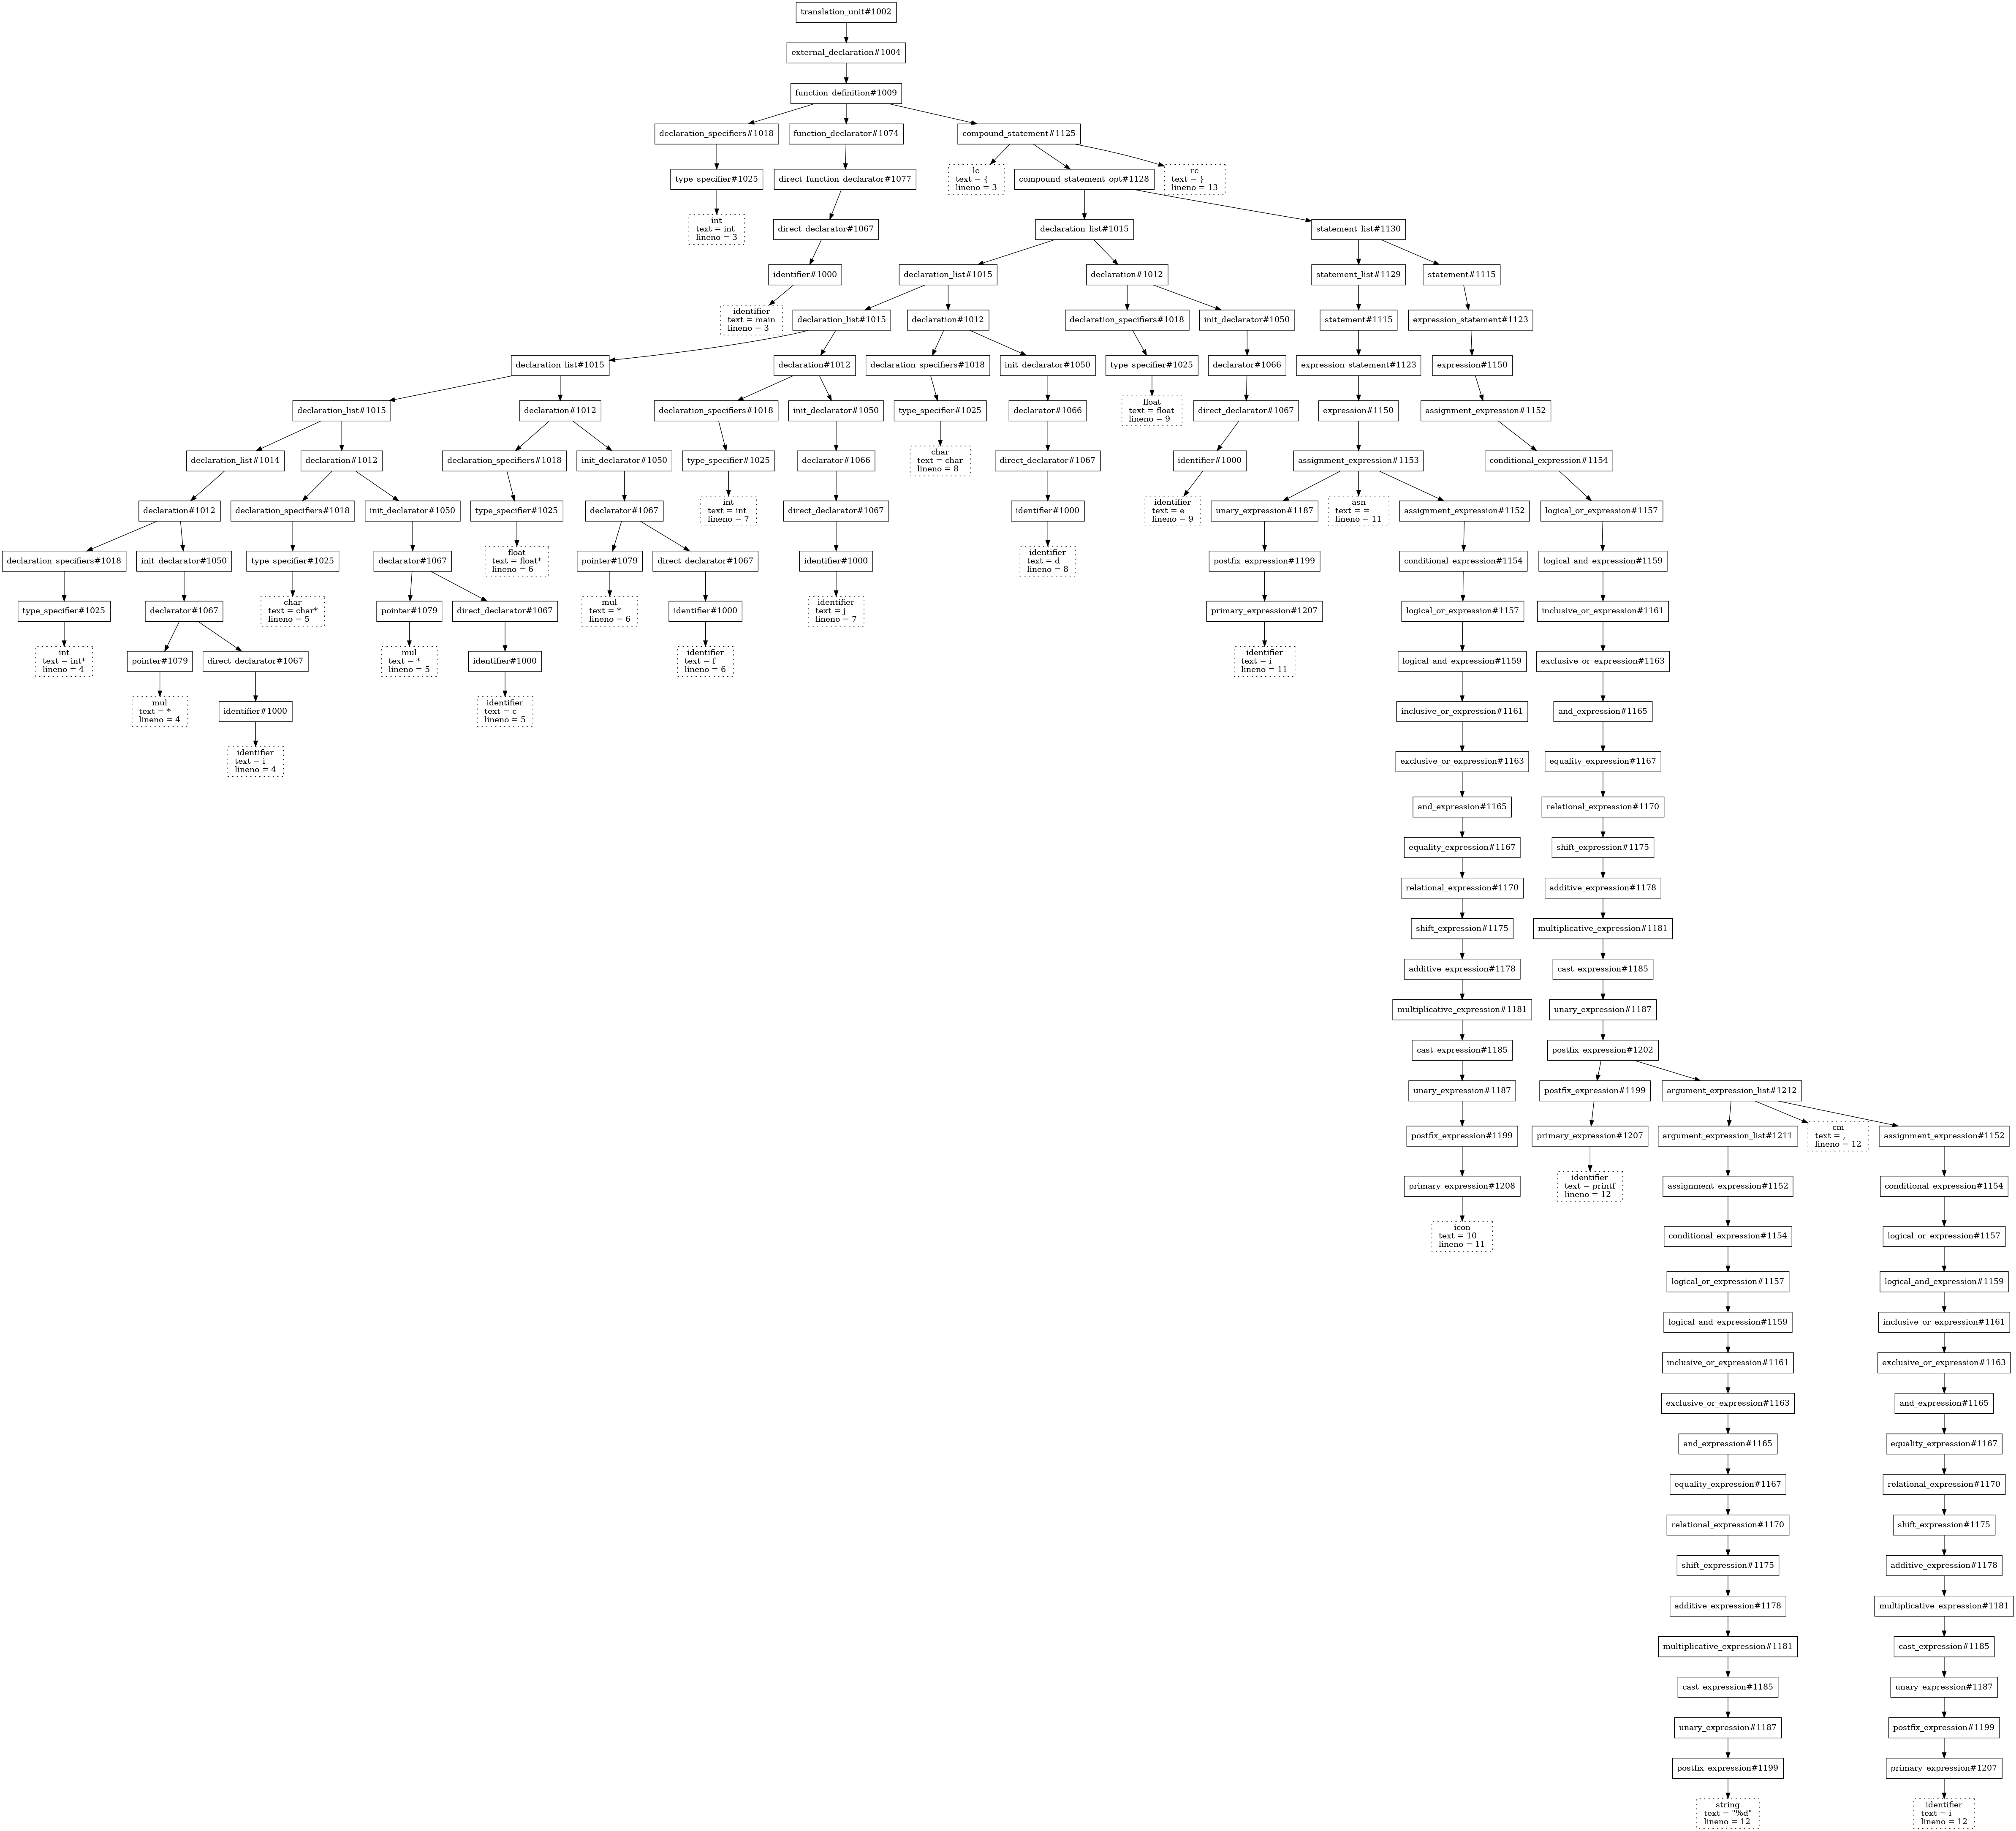 translation_unit#1002
external_declaration#1004
function_definition#1009
declaration_specifiers#1018
function_declarator#1074
compound_statement#1125
type_specifier#1025
direct_function_declarator#1077
lc
text = {
lineno = 3
compound_statement_opt#1128
rc
text = }
lineno = 13
int
text = int
lineno = 3
direct_declarator#1067
declaration_list#1015
statement_list#1130
identifier#1000
declaration_list#1015
declaration#1012
statement_list#1129
statement#1115
identifier
text = main
lineno = 3
declaration_list#1015
declaration#1012
declaration_specifiers#1018
init_declarator#1050
statement#1115
expression_statement#1123
declaration_list#1015
declaration#1012
declaration_specifiers#1018
init_declarator#1050
type_specifier#1025
declarator#1066
expression_statement#1123
expression#1150
declaration_list#1015
declaration#1012
declaration_specifiers#1018
init_declarator#1050
type_specifier#1025
declarator#1066
float
text = float
lineno = 9
direct_declarator#1067
expression#1150
assignment_expression#1152
declaration_list#1014
declaration#1012
declaration_specifiers#1018
init_declarator#1050
type_specifier#1025
declarator#1066
char
text = char
lineno = 8
direct_declarator#1067
identifier#1000
assignment_expression#1153
conditional_expression#1154
declaration#1012
declaration_specifiers#1018
init_declarator#1050
type_specifier#1025
declarator#1067
int
text = int
lineno = 7
direct_declarator#1067
identifier#1000
identifier
text = e
lineno = 9
unary_expression#1187
asn
text = =
lineno = 11
assignment_expression#1152
logical_or_expression#1157
declaration_specifiers#1018
init_declarator#1050
type_specifier#1025
declarator#1067
float
text = float*
lineno = 6
pointer#1079
direct_declarator#1067
identifier#1000
identifier
text = d
lineno = 8
postfix_expression#1199
conditional_expression#1154
logical_and_expression#1159
type_specifier#1025
declarator#1067
char
text = char*
lineno = 5
pointer#1079
direct_declarator#1067
mul
text = *
lineno = 6
identifier#1000
identifier
text = j
lineno = 7
primary_expression#1207
logical_or_expression#1157
inclusive_or_expression#1161
int
text = int*
lineno = 4
pointer#1079
direct_declarator#1067
mul
text = *
lineno = 5
identifier#1000
identifier
text = f
lineno = 6
identifier
text = i
lineno = 11
logical_and_expression#1159
exclusive_or_expression#1163
mul
text = *
lineno = 4
identifier#1000
identifier
text = c
lineno = 5
inclusive_or_expression#1161
and_expression#1165
identifier
text = i
lineno = 4
exclusive_or_expression#1163
equality_expression#1167
and_expression#1165
relational_expression#1170
equality_expression#1167
shift_expression#1175
relational_expression#1170
additive_expression#1178
shift_expression#1175
multiplicative_expression#1181
additive_expression#1178
cast_expression#1185
multiplicative_expression#1181
unary_expression#1187
cast_expression#1185
postfix_expression#1202
unary_expression#1187
postfix_expression#1199
argument_expression_list#1212
postfix_expression#1199
primary_expression#1207
argument_expression_list#1211
cm
text = ,
lineno = 12
assignment_expression#1152
primary_expression#1208
identifier
text = printf
lineno = 12
assignment_expression#1152
conditional_expression#1154
icon
text = 10
lineno = 11
conditional_expression#1154
logical_or_expression#1157
logical_or_expression#1157
logical_and_expression#1159
logical_and_expression#1159
inclusive_or_expression#1161
inclusive_or_expression#1161
exclusive_or_expression#1163
exclusive_or_expression#1163
and_expression#1165
and_expression#1165
equality_expression#1167
equality_expression#1167
relational_expression#1170
relational_expression#1170
shift_expression#1175
shift_expression#1175
additive_expression#1178
additive_expression#1178
multiplicative_expression#1181
multiplicative_expression#1181
cast_expression#1185
cast_expression#1185
unary_expression#1187
unary_expression#1187
postfix_expression#1199
postfix_expression#1199
primary_expression#1207
string
text = "%d"
lineno = 12
identifier
text = i
lineno = 12